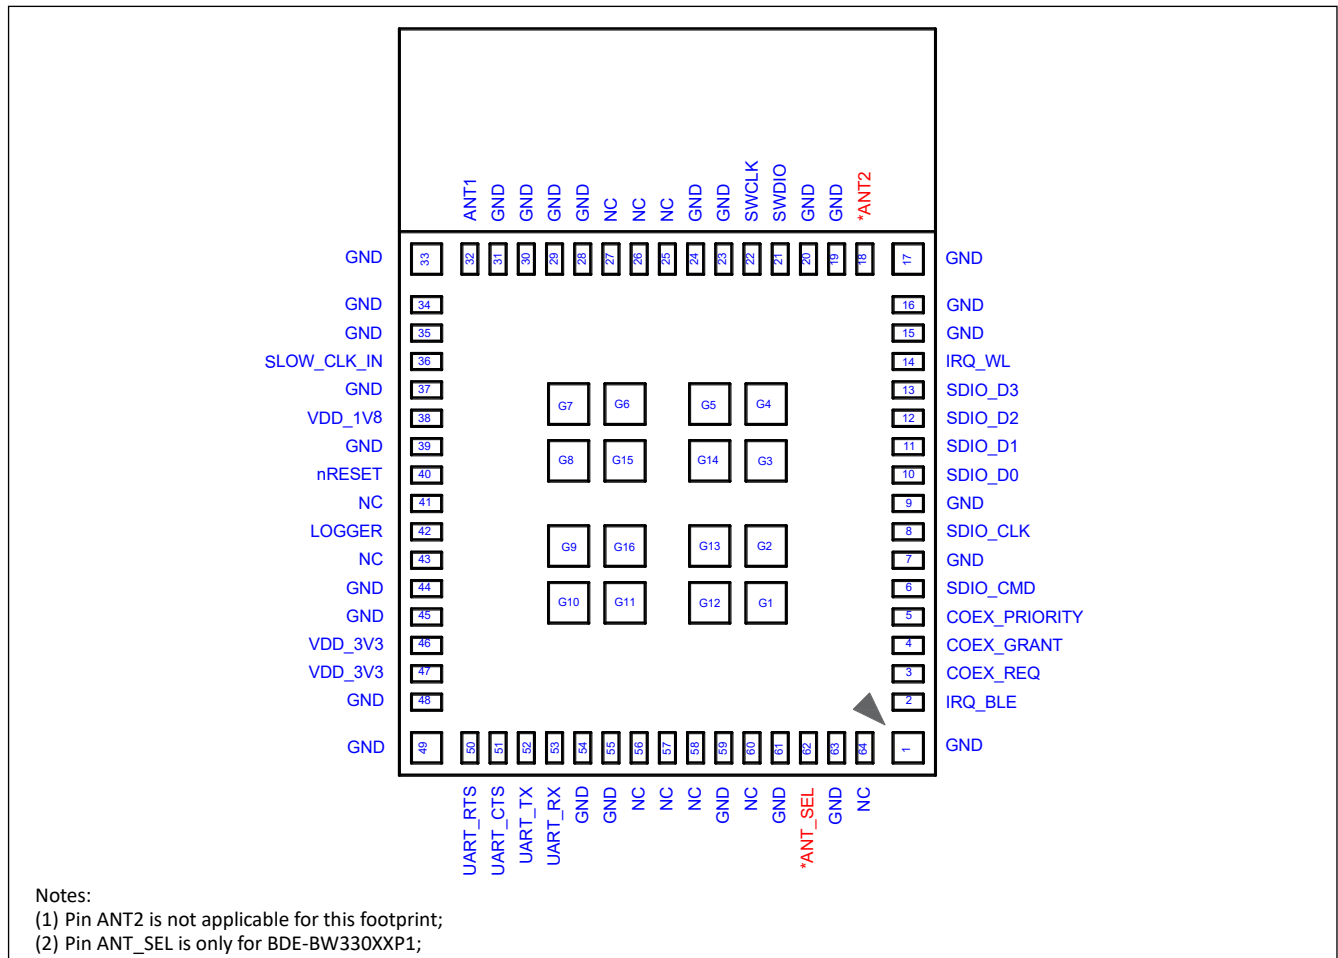 ANT1
GND
GND
GND
GND
NC
NC
NC
GND
GND
SWCLK
SWDIO
GND
GND
*ANT2
GND 33 32 31 30 29 28 27 26 25 24 23 22 21 20 19 18 17 GND
GND 34 16 GND
GND 35 15 GND
SLOW_CLK_IN 36 14 IRQ_WL
GND 37 13 SDIO_D3
VDD_1V8 38 G7 G6 G5 G4 12 SDIO_D2
GND 39 11 SDIO_D1
nRESET 40 G8 G15 G14 G3 10 SDIO_D0
NC 41 9 GND
LOGGER 42 8 SDIO_CLK
NC 43 G9 G16 G13 G2 7 GND
GND 44 6 SDIO_CMD
GND 45 G10 G11 G12 G1 5 COEX_PRIORITY
VDD_3V3 46 4 COEX_GRANT
VDD_3V3 47 3 COEX_REQ
GND 48 2 IRQ_BLE
GND 49 50 51 52 53 54 55 56 57 58 59 60 61 62 63 64 1 GND
UART_RTS
UART_CTS
UART_TX
UART_RX
GND
GND
NC
NC
NC
GND
NC
GND
*ANT_SEL
GND
NC
Notes:
(1) Pin ANT2 is not applicable for this footprint;
(2) Pin ANT_SEL is only for BDE-BW330XXP1;